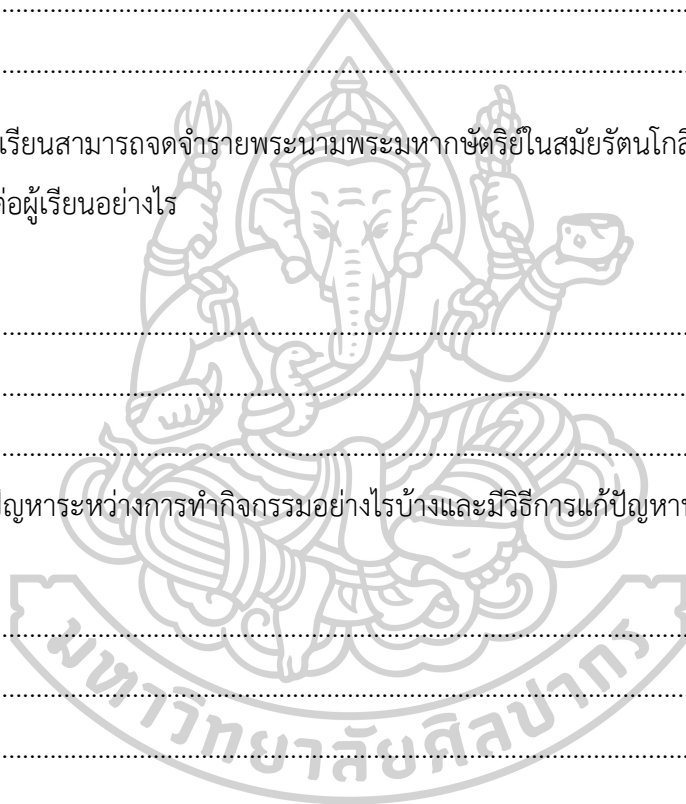 ................................................................................
................................................................................
เรียนสามารถจดจำรายพระนามพระมหากษัตริย์ในสมัยรัตนโกสิ
ต่อผู้เรียนอย่างไร
................................................................................
................................................................................
................................................................................
ปัญหาระหว่างการทำกิจกรรมอย่างไรบ้างและมีวิธีการแก้ปัญหา
................................................................................
................................................................................
................................................................................
มหาวิทยาลัยศิลปากร